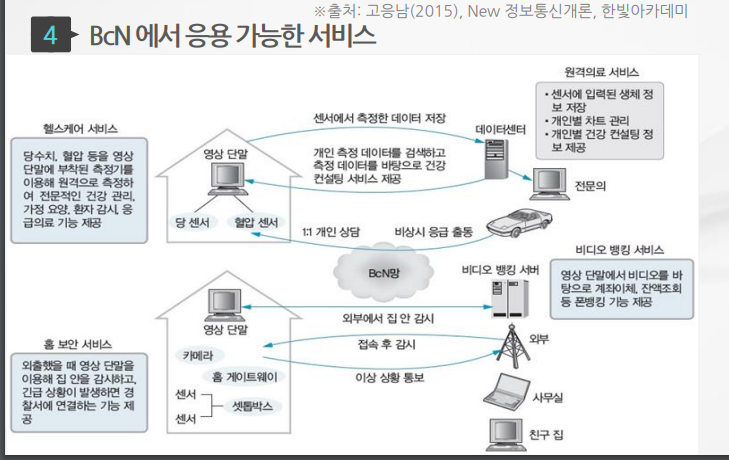 ※출처: 고응남(2015), New 정보통신개론, 한빛아카데미
4 BcN 에서 응용 가능한 서비스
원격의료 서비스
• 센서에 입력된 생체 정
보 저장
• 개인별 차트 관리
• 개인별 건강 컨설팅 정
보 제공
헬스케어 서비스
당수치, 혈압 등을 영상
단말에 부착된 측정기를
이용해 원격으로 측정하
여 전문적인 건강 관리,
가정 요양, 환자 감시, 응
급의료 기능 제공
영상 단말
당 센서
혈압 센서
센서에서 측정한 데이터 저장
개인 측정 데이터를 검색하고
측정 데이터를 바탕으로 건강
컨설팅 서비스 제공
데이터센터
전문의
1:1 개인 상담
비상시 응급 출동
BcN망
비디오 뱅킹 서비스
영상 단말에서 비디오를 바
탕으로 계좌이체, 잔액조회
등 폰뱅킹 기능 제공
비디오 뱅킹 서버
영상 단말
외부에서 집 안 감시
홈 보안 서비스
외출했을 때 영상 단말을
이용해 집 안을 감시하고,
긴급 상황이 발생하면 경
찰서에 연결하는 기능 제
공
카메라
홈 게이트웨이
센서
센서
셋톱박스
접속 후 감시
이상 상황 통보
외부
사무실
친구 집